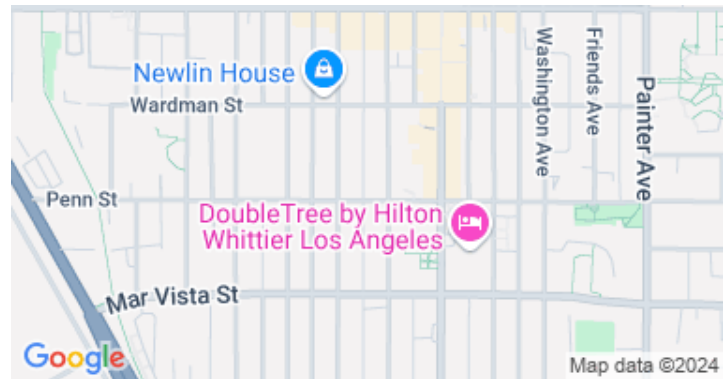 Newlin House
Wardman St
Washington Ave
Friends Ave
Painter Ave
Penn St
DoubleTree by Hilton
Whittier Los Angeles
Mar Vista St
Google
Map data ©2024